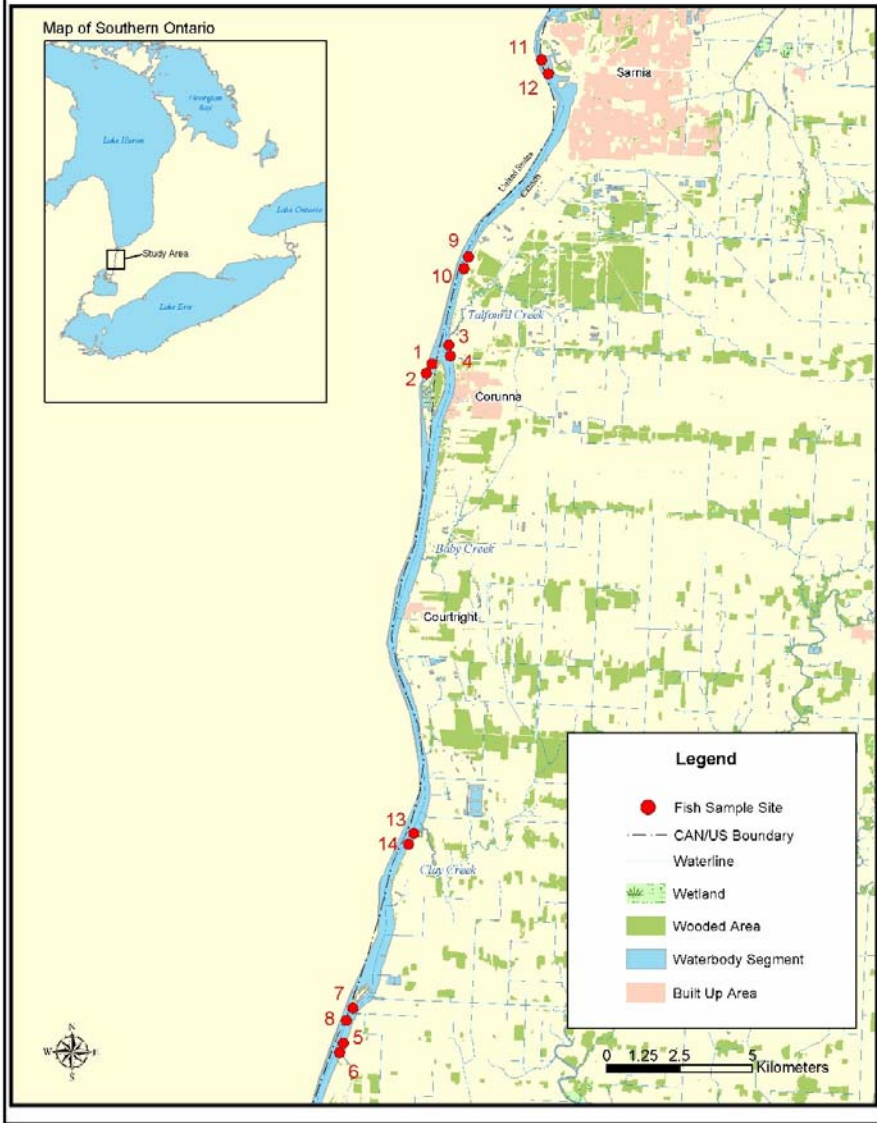 Map of Southern Ontario
Georgian
Bay
Lake Huron
Lake Ontario
Study Area
Lake Erie
11
12
Sarnia
United States
Canada
9
10
Talfourd Creek
3
1
4
2
Corunna
Baby Creek
Courtright
13
14
Clay Creek
7
8
5
6
N
W
E
S
Legend
Fish Sample Site
CAN/US Boundary
Waterline
Wetland
Wooded Area
Waterbody Segment
Built Up Area
0 1.25 2.5 5
Kilometers